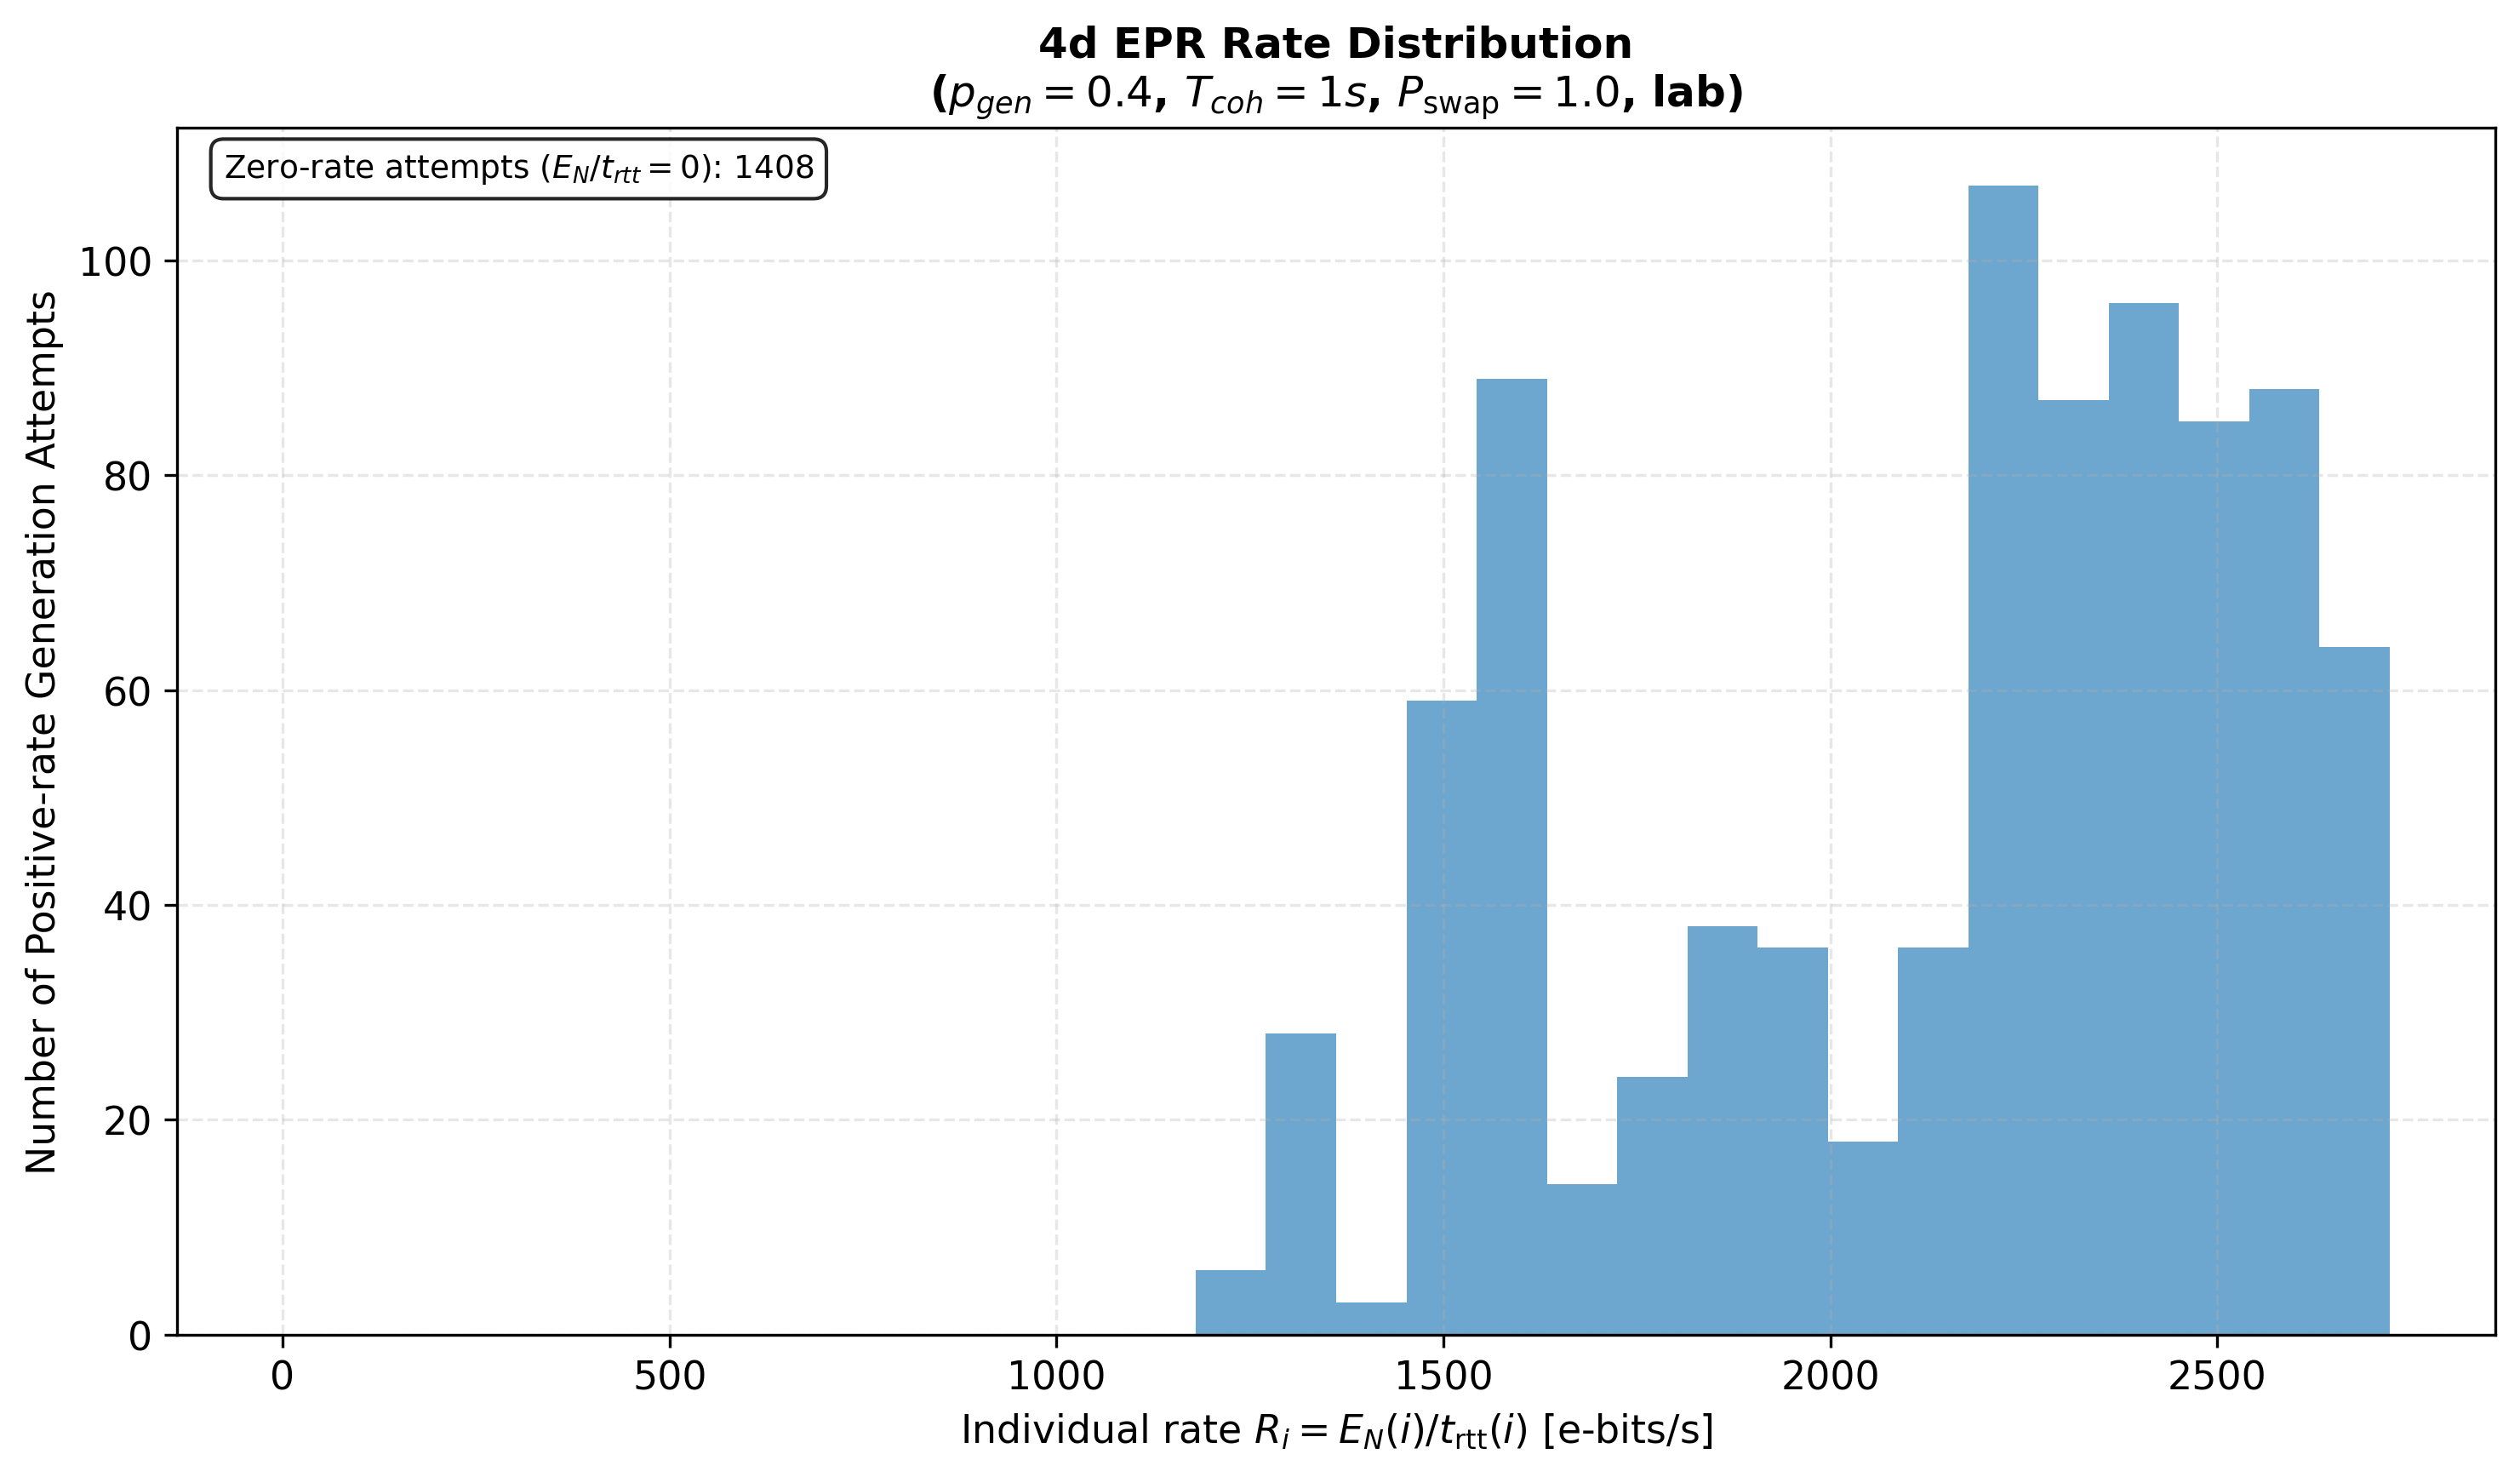 4d EPR Rate Distribution
(p_gen = 0.4, T_coh = 1s, P_swap = 1.0, lab)
Zero-rate attempts (E_N/t_rtt = 0): 1408
Number of Positive-rate Generation Attempts
100
80
60
40
20
0
0 500 1000 1500 2000 2500
Individual rate R_i = E_N(i)/t_rtt(i) [e-bits/s]